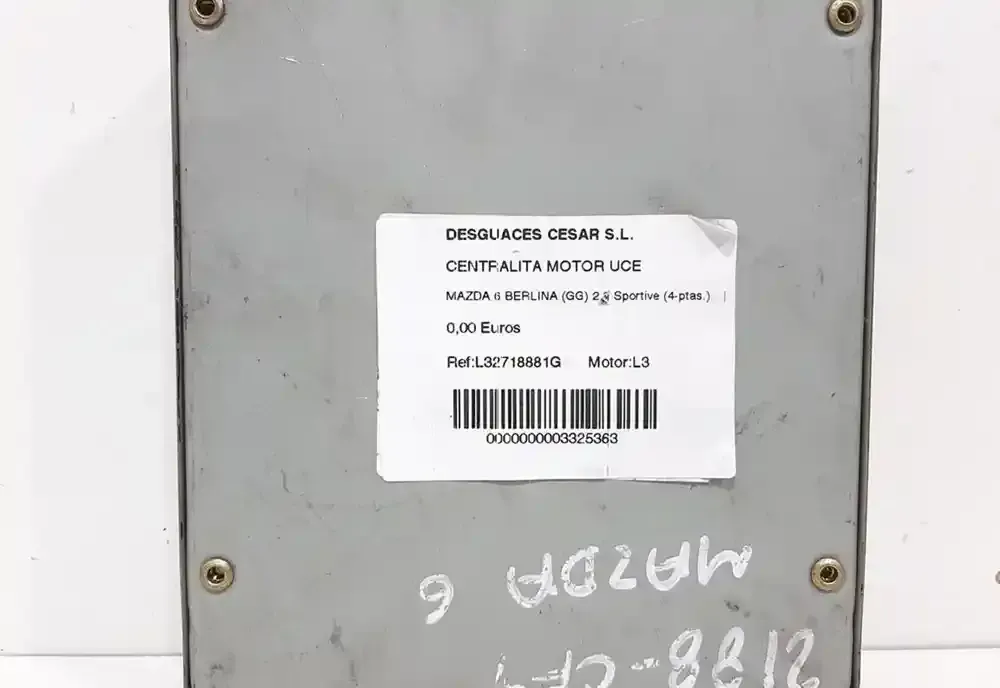 DESGUACES CESAR S.L.
CENTRALITA MOTOR UCE
MAZDA 6 BERLINA (GG) Sportive (4-ptas.)
0,00 Euros
Ref:L32718881G Motor:L3
0000000003325363
MAZDA 6